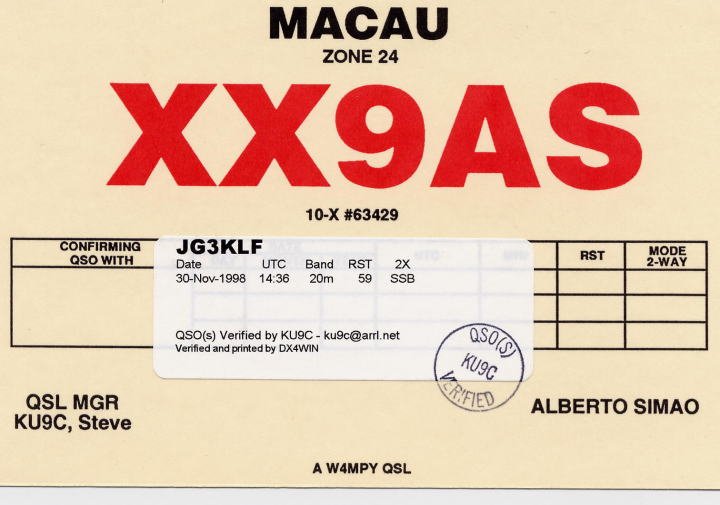 MACAU
ZONE 24
XX9AS
10-X #63429
CONFIRMING
QSO WITH
RST
MODE
2-WAY
JG3KLF
Date UTC Band RST 2X
30-Nov-1998 14:36 20m 59 SSB
QSO(s) Verified by KU9C - ku9c@arrl.net
Verified and printed by DX4WIN
QSO(S)
KU9C
VERIFIED
QSL MGR
KU9C, Steve
ALBERTO SIMAO
A W4MPY QSL